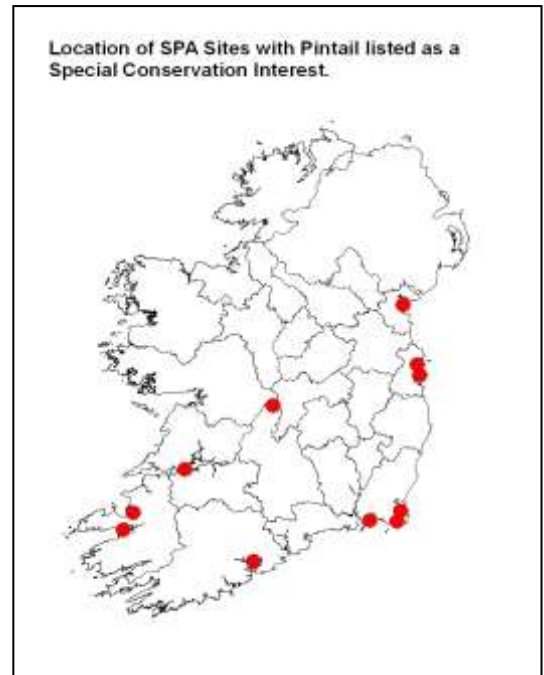 Location of SPA Sites with Pintail listed as a
Special Conservation Interest.